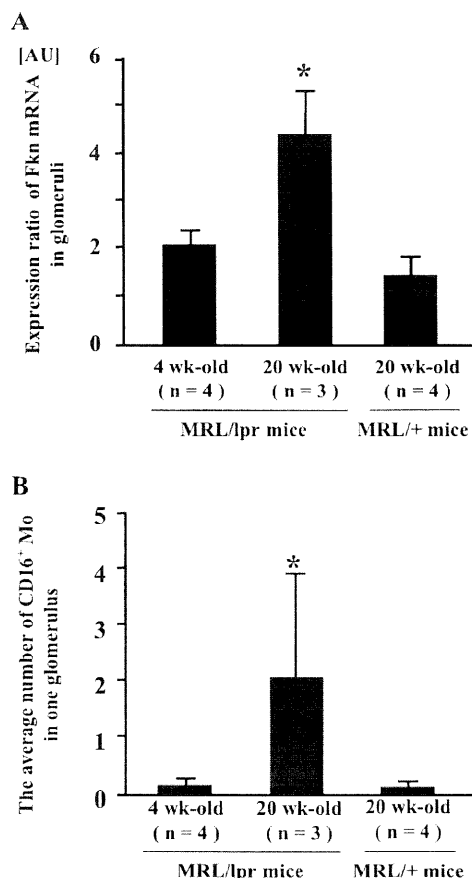 A
[AU]
6
4
2
0
Expression ratio of Fkn mRNA
in glomeruli
*
4 wk-old 20 wk-old 20 wk-old
( n = 4 ) ( n = 3 ) ( n = 4 )
MRL/lpr mice MRL/+ mice
B
5
4
3
2
1
0
The average number of CD16⁺ Mo
in one glomerulus
*
4 wk-old 20 wk-old 20 wk-old
( n = 4 ) ( n = 3 ) ( n = 4 )
MRL/lpr mice MRL/+ mice